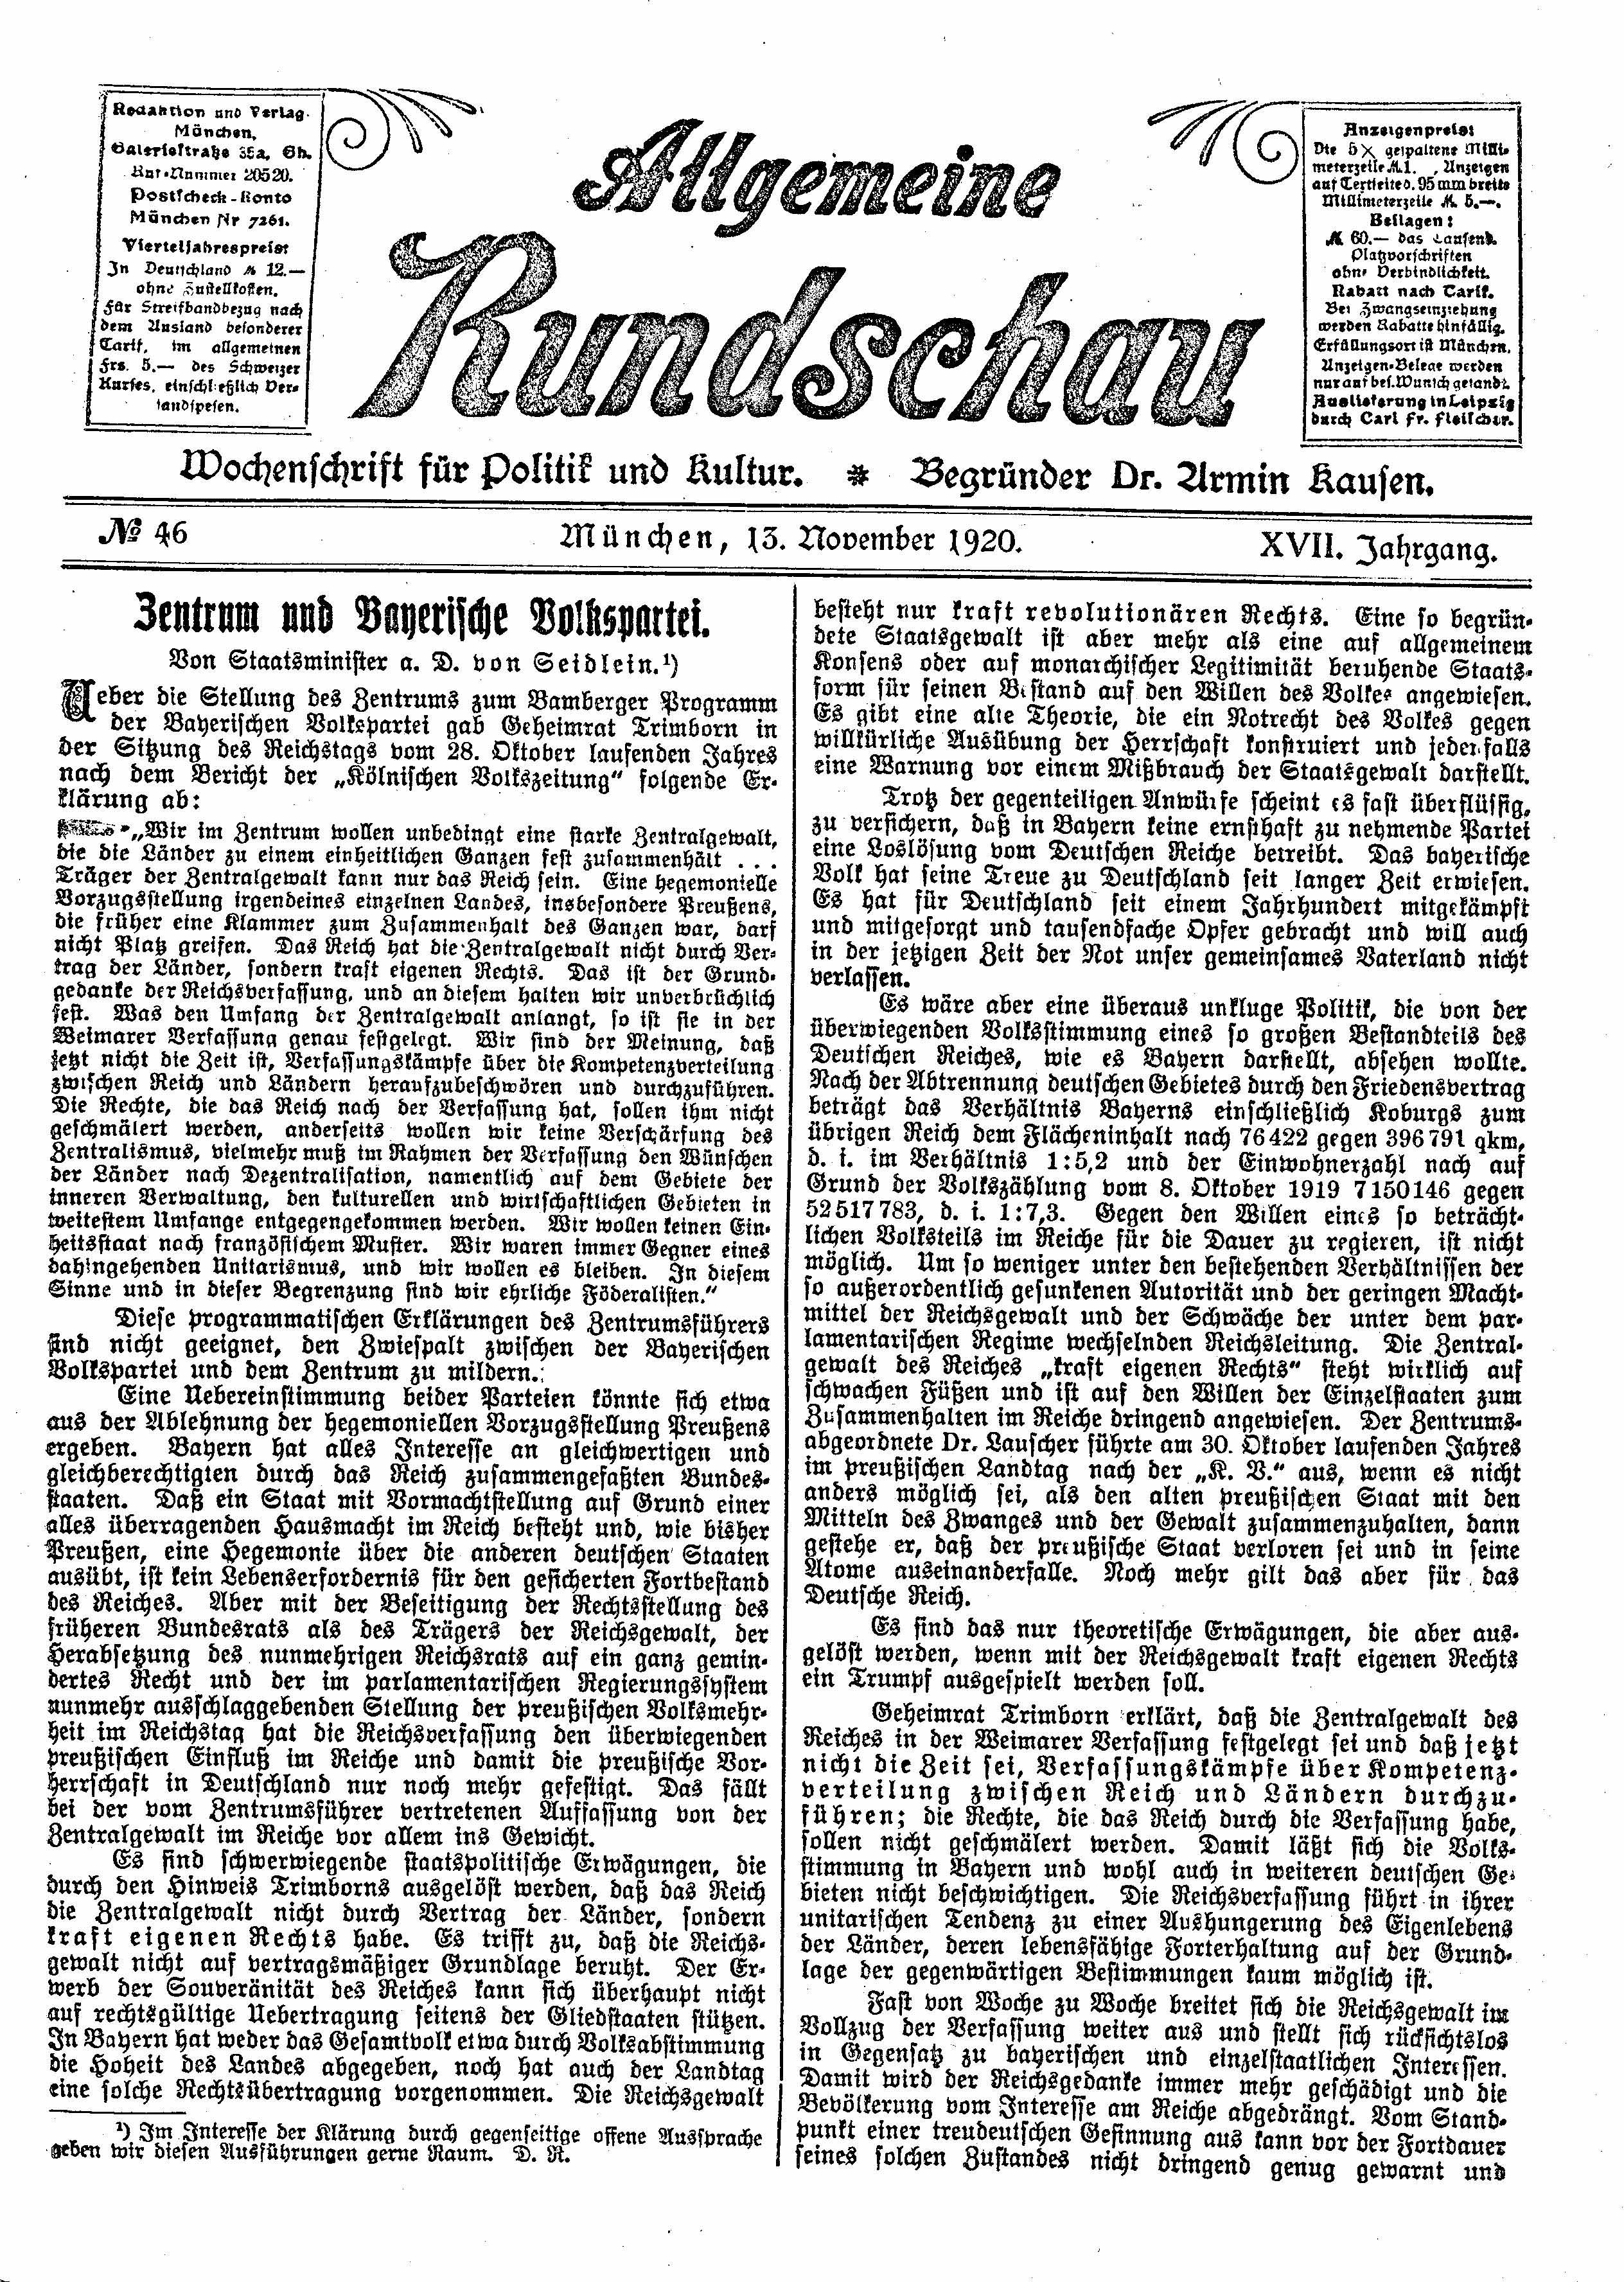 Redaktion und Verlag
München,
Galeriestraße 35a, Gh.
Ruf-Nummer 20520.
Postscheck-Konto
München Nr 7261.
Vierteljahrespreis:
In Deutschland M 12.—
ohne Zustellkosten.
Für Streifbandbezug nach
dem Ausland besonderer
Tarif, im allgemeinen
Frs. 5.— des Schweizer
Kurses, einschließlich Ver-
sandspesen.
Allgemeine
Rundschau
Anzeigenpreis:
Die 5 × gespaltene Milli-
meterzeile M 1. , Anzeigen
auf Textseite d. 95 mm breite
Millimeterzeile M. 5.—.
Beilagen:
M 60.— das Tausend.
Platzvorschriften
ohne Verbindlichkeit.
Rabatt nach Tarif.
Bei Zwangseinziehung
werden Rabatte hinfällig.
Erfüllungsort ist München.
Anzeigen-Belege werden
nur auf bes. Wunsch gesandt.
Auslieferung in Leipzig
durch Carl Fr. Fleischer.
Wochenschrift für Politik und Kultur. * Begründer Dr. Armin Kausen.
№ 46 München, 13. November 1920. XVII. Jahrgang.
Zentrum und Bayerische Volkspartei.
Von Staatsminister a. D. von Seidlein.¹)
Ueber die Stellung des Zentrums zum Bamberger Programm
der Bayerischen Volkspartei gab Geheimrat Trimborn in
der Sitzung des Reichstags vom 28. Oktober laufenden Jahres
nach dem Bericht der „Kölnischen Volkszeitung“ folgende Er-
klärung ab:
„Wir im Zentrum wollen unbedingt eine starke Zentralgewalt,
die die Länder zu einem einheitlichen Ganzen fest zusammenhält . . .
Träger der Zentralgewalt kann nur das Reich sein. Eine hegemonielle
Vorzugsstellung irgendeines einzelnen Landes, insbesondere Preußens,
die früher eine Klammer zum Zusammenhalt des Ganzen war, darf
nicht Platz greifen. Das Reich hat die Zentralgewalt nicht durch Ver-
trag der Länder, sondern kraft eigenen Rechts. Das ist der Grund-
gedanke der Reichsverfassung, und an diesem halten wir unverbrüchlich
fest. Was den Umfang der Zentralgewalt anlangt, so ist sie in der
Weimarer Verfassung genau festgelegt. Wir sind der Meinung, daß
jetzt nicht die Zeit ist, Verfassungskämpfe über die Kompetenzverteilung
zwischen Reich und Ländern heraufzubeschwören und durchzuführen.
Die Rechte, die das Reich nach der Verfassung hat, sollen ihm nicht
geschmälert werden, anderseits wollen wir keine Verschärfung des
Zentralismus, vielmehr muß im Rahmen der Verfassung den Wünschen
der Länder nach Dezentralisation, namentlich auf dem Gebiete der
inneren Verwaltung, den kulturellen und wirtschaftlichen Gebieten in
weitestem Umfange entgegengekommen werden. Wir wollen keinen Ein-
heitsstaat nach französischem Muster. Wir waren immer Gegner eines
dahingehenden Unitarismus, und wir wollen es bleiben. In diesem
Sinne und in dieser Begrenzung sind wir ehrliche Föderalisten.“
Diese programmatischen Erklärungen des Zentrumsführers
sind nicht geeignet, den Zwiespalt zwischen der Bayerischen
Volkspartei und dem Zentrum zu mildern.
Eine Uebereinstimmung beider Parteien könnte sich etwa
aus der Ablehnung der hegemoniellen Vorzugsstellung Preußens
ergeben. Bayern hat alles Interesse an gleichwertigen und
gleichberechtigten durch das Reich zusammengefaßten Bundes-
staaten. Daß ein Staat mit Vormachtstellung auf Grund einer
alles überragenden Hausmacht im Reich besteht und, wie bisher
Preußen, eine Hegemonie über die anderen deutschen Staaten
ausübt, ist kein Lebenserfordernis für den gesicherten Fortbestand
des Reiches. Aber mit der Beseitigung der Rechtsstellung des
früheren Bundesrats als des Trägers der Reichsgewalt, der
Herabsetzung des nunmehrigen Reichsrats auf ein ganz gemin-
dertes Recht und der im parlamentarischen Regierungssystem
nunmehr ausschlaggebenden Stellung der preußischen Volksmehr-
heit im Reichstag hat die Reichsverfassung den überwiegenden
preußischen Einfluß im Reiche und damit die preußische Vor-
herrschaft in Deutschland nur noch mehr gefestigt. Das fällt
bei der vom Zentrumsführer vertretenen Auffassung von der
Zentralgewalt im Reiche vor allem ins Gewicht.
Es sind schwerwiegende staatspolitische Erwägungen, die
durch den Hinweis Trimborns ausgelöst werden, daß das Reich
die Zentralgewalt nicht durch Vertrag der Länder, sondern
kraft eigenen Rechts habe. Es trifft zu, daß die Reichs-
gewalt nicht auf vertragsmäßiger Grundlage beruht. Der Er-
werb der Souveränität des Reiches kann sich überhaupt nicht
auf rechtsgültige Uebertragung seitens der Gliedstaaten stützen.
In Bayern hat weder das Gesamtvolk etwa durch Volksabstimmung
die Hoheit des Landes abgegeben, noch hat auch der Landtag
eine solche Rechtsübertragung vorgenommen. Die Reichsgewalt
¹) Im Interesse der Klärung durch gegenseitige offene Aussprache
geben wir diesen Ausführungen gerne Raum. D. R.
besteht nur kraft revolutionären Rechts. Eine so begrün-
dete Staatsgewalt ist aber mehr als eine auf allgemeinem
Konsens oder auf monarchischer Legitimität beruhende Staats-
form für seinen Bestand auf den Willen des Volkes angewiesen.
Es gibt eine alte Theorie, die ein Notrecht des Volkes gegen
willkürliche Ausübung der Herrschaft konstruiert und jedenfalls
eine Warnung vor einem Mißbrauch der Staatsgewalt darstellt.
Trotz der gegenteiligen Anwürfe scheint es fast überflüssig,
zu versichern, daß in Bayern keine ernsthaft zu nehmende Partei
eine Loslösung vom Deutschen Reiche betreibt. Das bayerische
Volk hat seine Treue zu Deutschland seit langer Zeit erwiesen.
Es hat für Deutschland seit einem Jahrhundert mitgekämpft
und mitgesorgt und tausendfache Opfer gebracht und will auch
in der jetzigen Zeit der Not unser gemeinsames Vaterland nicht
verlassen.
Es wäre aber eine überaus unkluge Politik, die von der
überwiegenden Volksstimmung eines so großen Bestandteils des
Deutschen Reiches, wie es Bayern darstellt, absehen wollte.
Nach der Abtrennung deutschen Gebietes durch den Friedensvertrag
beträgt das Verhältnis Bayerns einschließlich Koburgs zum
übrigen Reich dem Flächeninhalt nach 76422 gegen 396791 qkm,
d. i. im Verhältnis 1:5,2 und der Einwohnerzahl nach auf
Grund der Volkszählung vom 8. Oktober 1919 7150146 gegen
52517783, d. i. 1:7,3. Gegen den Willen eines so beträcht-
lichen Volksteils im Reiche für die Dauer zu regieren, ist nicht
möglich. Um so weniger unter den bestehenden Verhältnissen der
so außerordentlich gesunkenen Autorität und der geringen Macht-
mittel der Reichsgewalt und der Schwäche der unter dem par-
lamentarischen Regime wechselnden Reichsleitung. Die Zentral-
gewalt des Reiches „kraft eigenen Rechts“ steht wirklich auf
schwachen Füßen und ist auf den Willen der Einzelstaaten zum
Zusammenhalten im Reiche dringend angewiesen. Der Zentrums-
abgeordnete Dr. Lauscher führte am 30. Oktober laufenden Jahres
im preußischen Landtag nach der „K. V.“ aus, wenn es nicht
anders möglich sei, als den alten preußischen Staat mit den
Mitteln des Zwanges und der Gewalt zusammenzuhalten, dann
gestehe er, daß der preußische Staat verloren sei und in seine
Atome auseinanderfalle. Noch mehr gilt das aber für das
Deutsche Reich.
Es sind das nur theoretische Erwägungen, die aber aus-
gelöst werden, wenn mit der Reichsgewalt kraft eigenen Rechts
ein Trumpf ausgespielt werden soll.
Geheimrat Trimborn erklärt, daß die Zentralgewalt des
Reiches in der Weimarer Verfassung festgelegt sei und daß jetzt
nicht die Zeit sei, Verfassungskämpfe über Kompetenz-
verteilung zwischen Reich und Ländern durchzu-
führen; die Rechte, die das Reich durch die Verfassung habe,
sollen nicht geschmälert werden. Damit läßt sich die Volks-
stimmung in Bayern und wohl auch in weiteren deutschen Ge-
bieten nicht beschwichtigen. Die Reichsverfassung führt in ihrer
unitarischen Tendenz zu einer Aushungerung des Eigenlebens
der Länder, deren lebensfähige Forterhaltung auf der Grund-
lage der gegenwärtigen Bestimmungen kaum möglich ist.
Fast von Woche zu Woche breitet sich die Reichsgewalt im
Vollzug der Verfassung weiter aus und stellt sich rücksichtslos
in Gegensatz zu bayerischen und einzelstaatlichen Interessen.
Damit wird der Reichsgedanke immer mehr geschädigt und die
Bevölkerung vom Interesse am Reiche abgedrängt. Vom Stand-
punkt einer treudeutschen Gesinnung aus kann vor der Fortdauer
seines solchen Zustandes nicht dringend genug gewarnt und